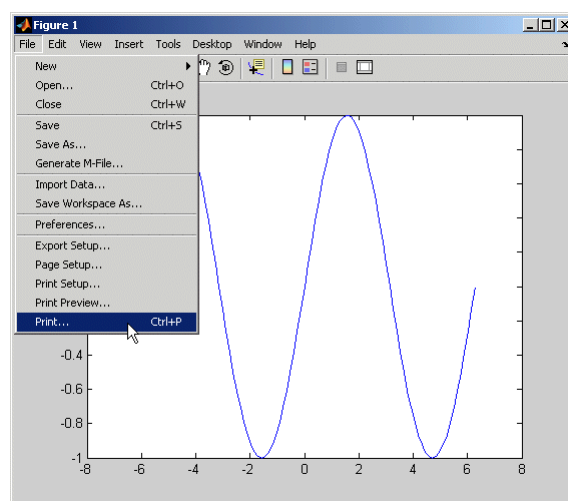 Figure 1
File Edit View Insert Tools Desktop Window Help
New
Open... Ctrl+O
Close Ctrl+W
Save Ctrl+S
Save As...
Generate M-File...
Import Data...
Save Workspace As...
Preferences...
Export Setup...
Page Setup...
Print Setup...
Print Preview...
Print... Ctrl+P
-0.4
-0.6
-0.8
-1
-8 -6 -4 -2 0 2 4 6 8